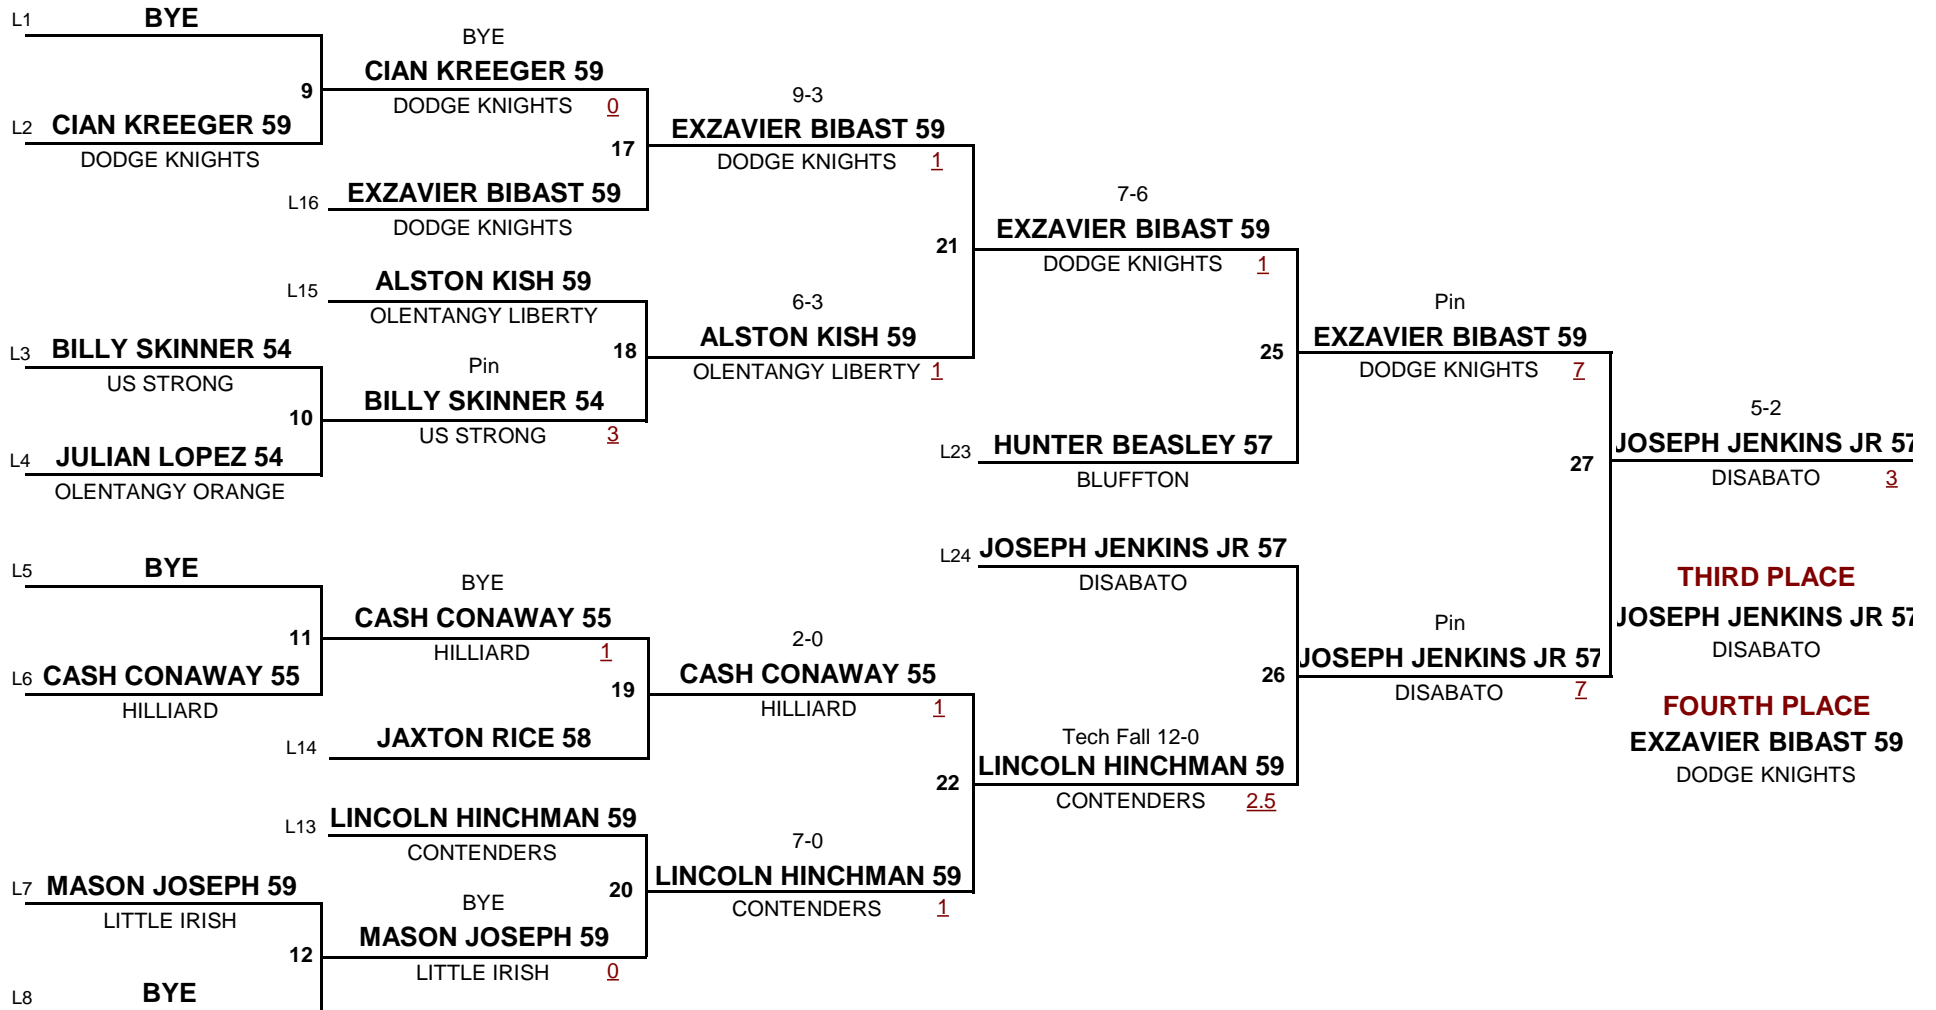 L1 BYE
BYE
CIAN KREEGER 59
9
DODGE KNIGHTS 0
L2 CIAN KREEGER 59
DODGE KNIGHTS
17
L16 EXZAVIER BIBAST 59
DODGE KNIGHTS
9-3
EXZAVIER BIBAST 59
DODGE KNIGHTS 1
L15 ALSTON KISH 59
OLENTANGY LIBERTY
L3 BILLY SKINNER 54
US STRONG
18
Pin
BILLY SKINNER 54
10
US STRONG 3
L4 JULIAN LOPEZ 54
OLENTANGY ORANGE
6-3
ALSTON KISH 59
OLENTANGY LIBERTY 1
21
7-6
EXZAVIER BIBAST 59
DODGE KNIGHTS 1
25
L23 HUNTER BEASLEY 57
BLUFFTON
Pin
EXZAVIER BIBAST 59
DODGE KNIGHTS 7
27
5-2
JOSEPH JENKINS JR 57
DISABATO 3
L5 BYE
BYE
CASH CONAWAY 55
11
HILLIARD 1
L6 CASH CONAWAY 55
HILLIARD
19
L14 JAXTON RICE 58
2-0
CASH CONAWAY 55
HILLIARD 1
L13 LINCOLN HINCHMAN 59
CONTENDERS
L7 MASON JOSEPH 59
LITTLE IRISH
20
BYE
MASON JOSEPH 59
12
LITTLE IRISH 0
L8 BYE
7-0
LINCOLN HINCHMAN 59
CONTENDERS 1
22
L24 JOSEPH JENKINS JR 57
DISABATO
26
Tech Fall 12-0
LINCOLN HINCHMAN 59
CONTENDERS 2.5
Pin
JOSEPH JENKINS JR 57
DISABATO 7
THIRD PLACE
JOSEPH JENKINS JR 57
DISABATO
FOURTH PLACE
EXZAVIER BIBAST 59
DODGE KNIGHTS